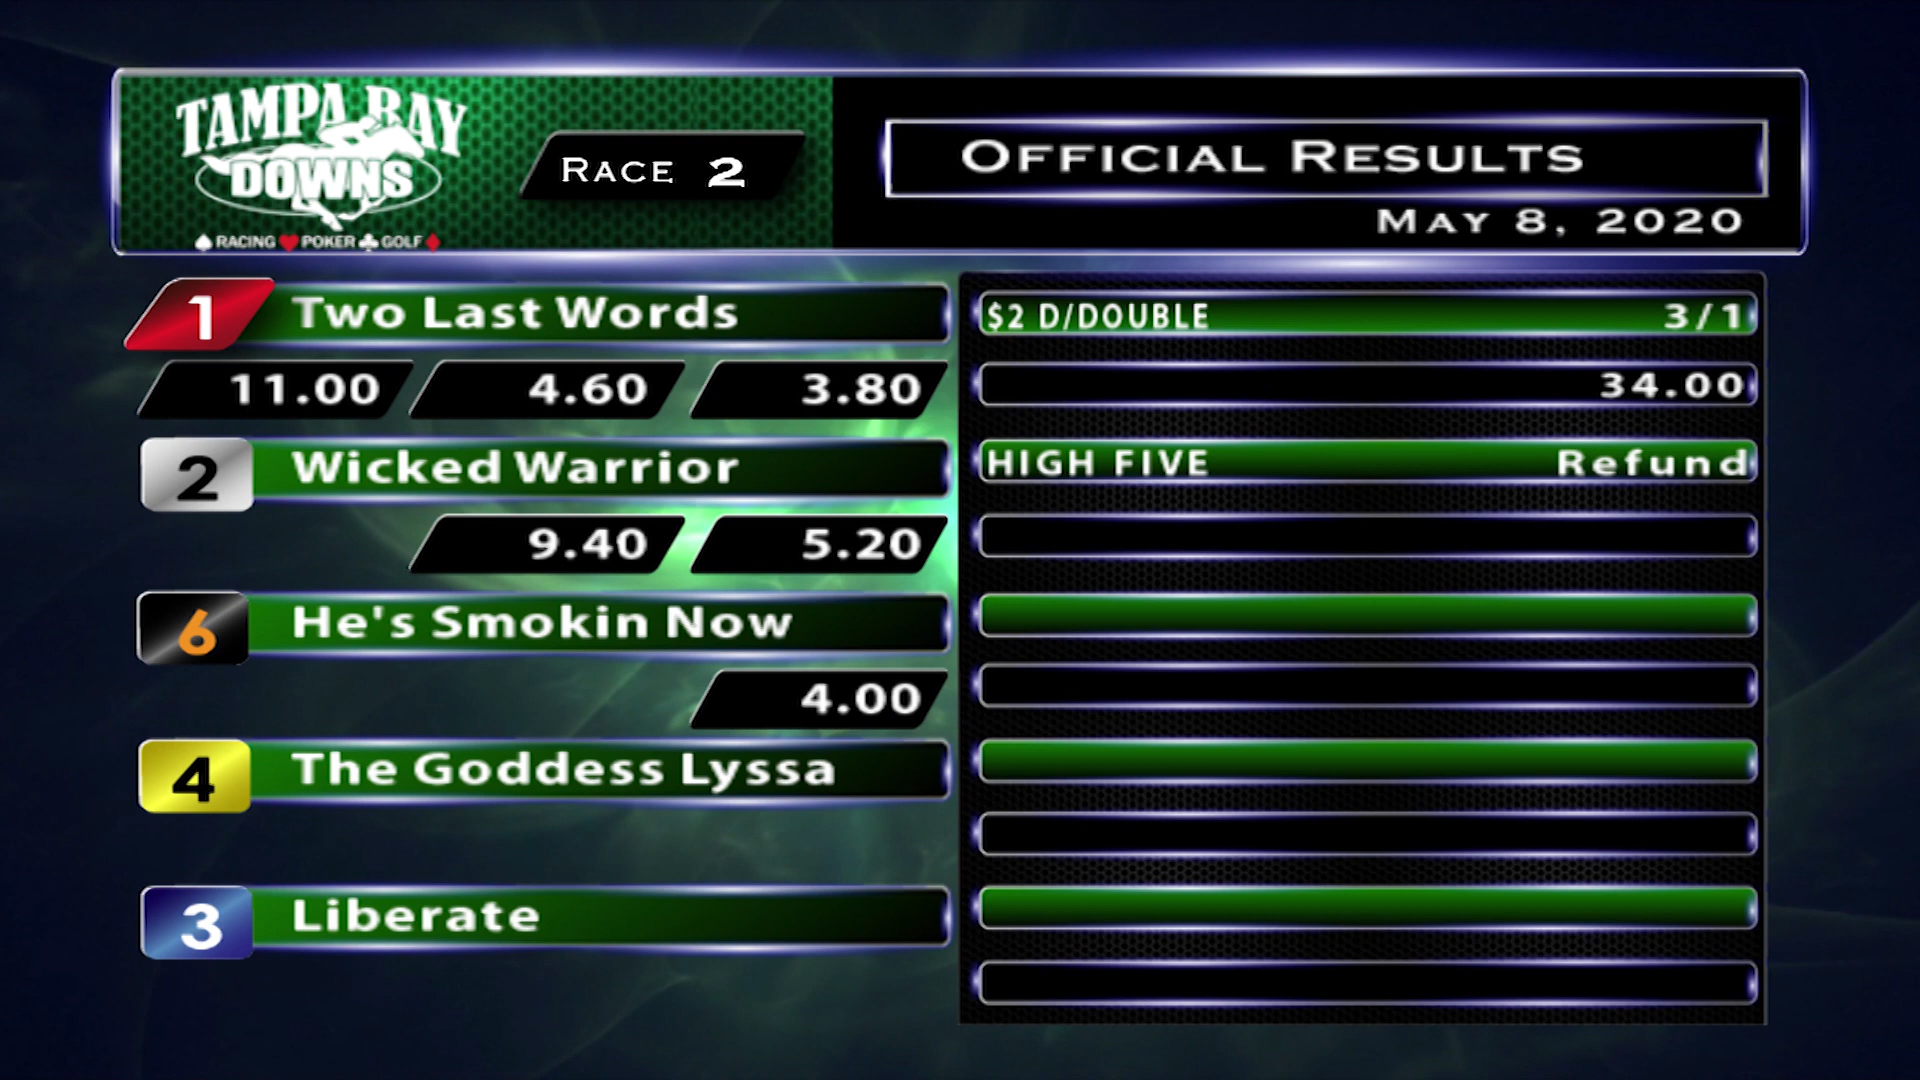 TAMPA BAY
DOWNS
RACING POKER GOLF
RACE 2
OFFICIAL RESULTS
MAY 8, 2020
1 Two Last Words
11.00 4.60 3.80
2 Wicked Warrior
9.40 5.20
6 He's Smokin Now
4.00
4 The Goddess Lyssa
3 Liberate
$2 D/DOUBLE 3/1
34.00
HIGH FIVE Refund